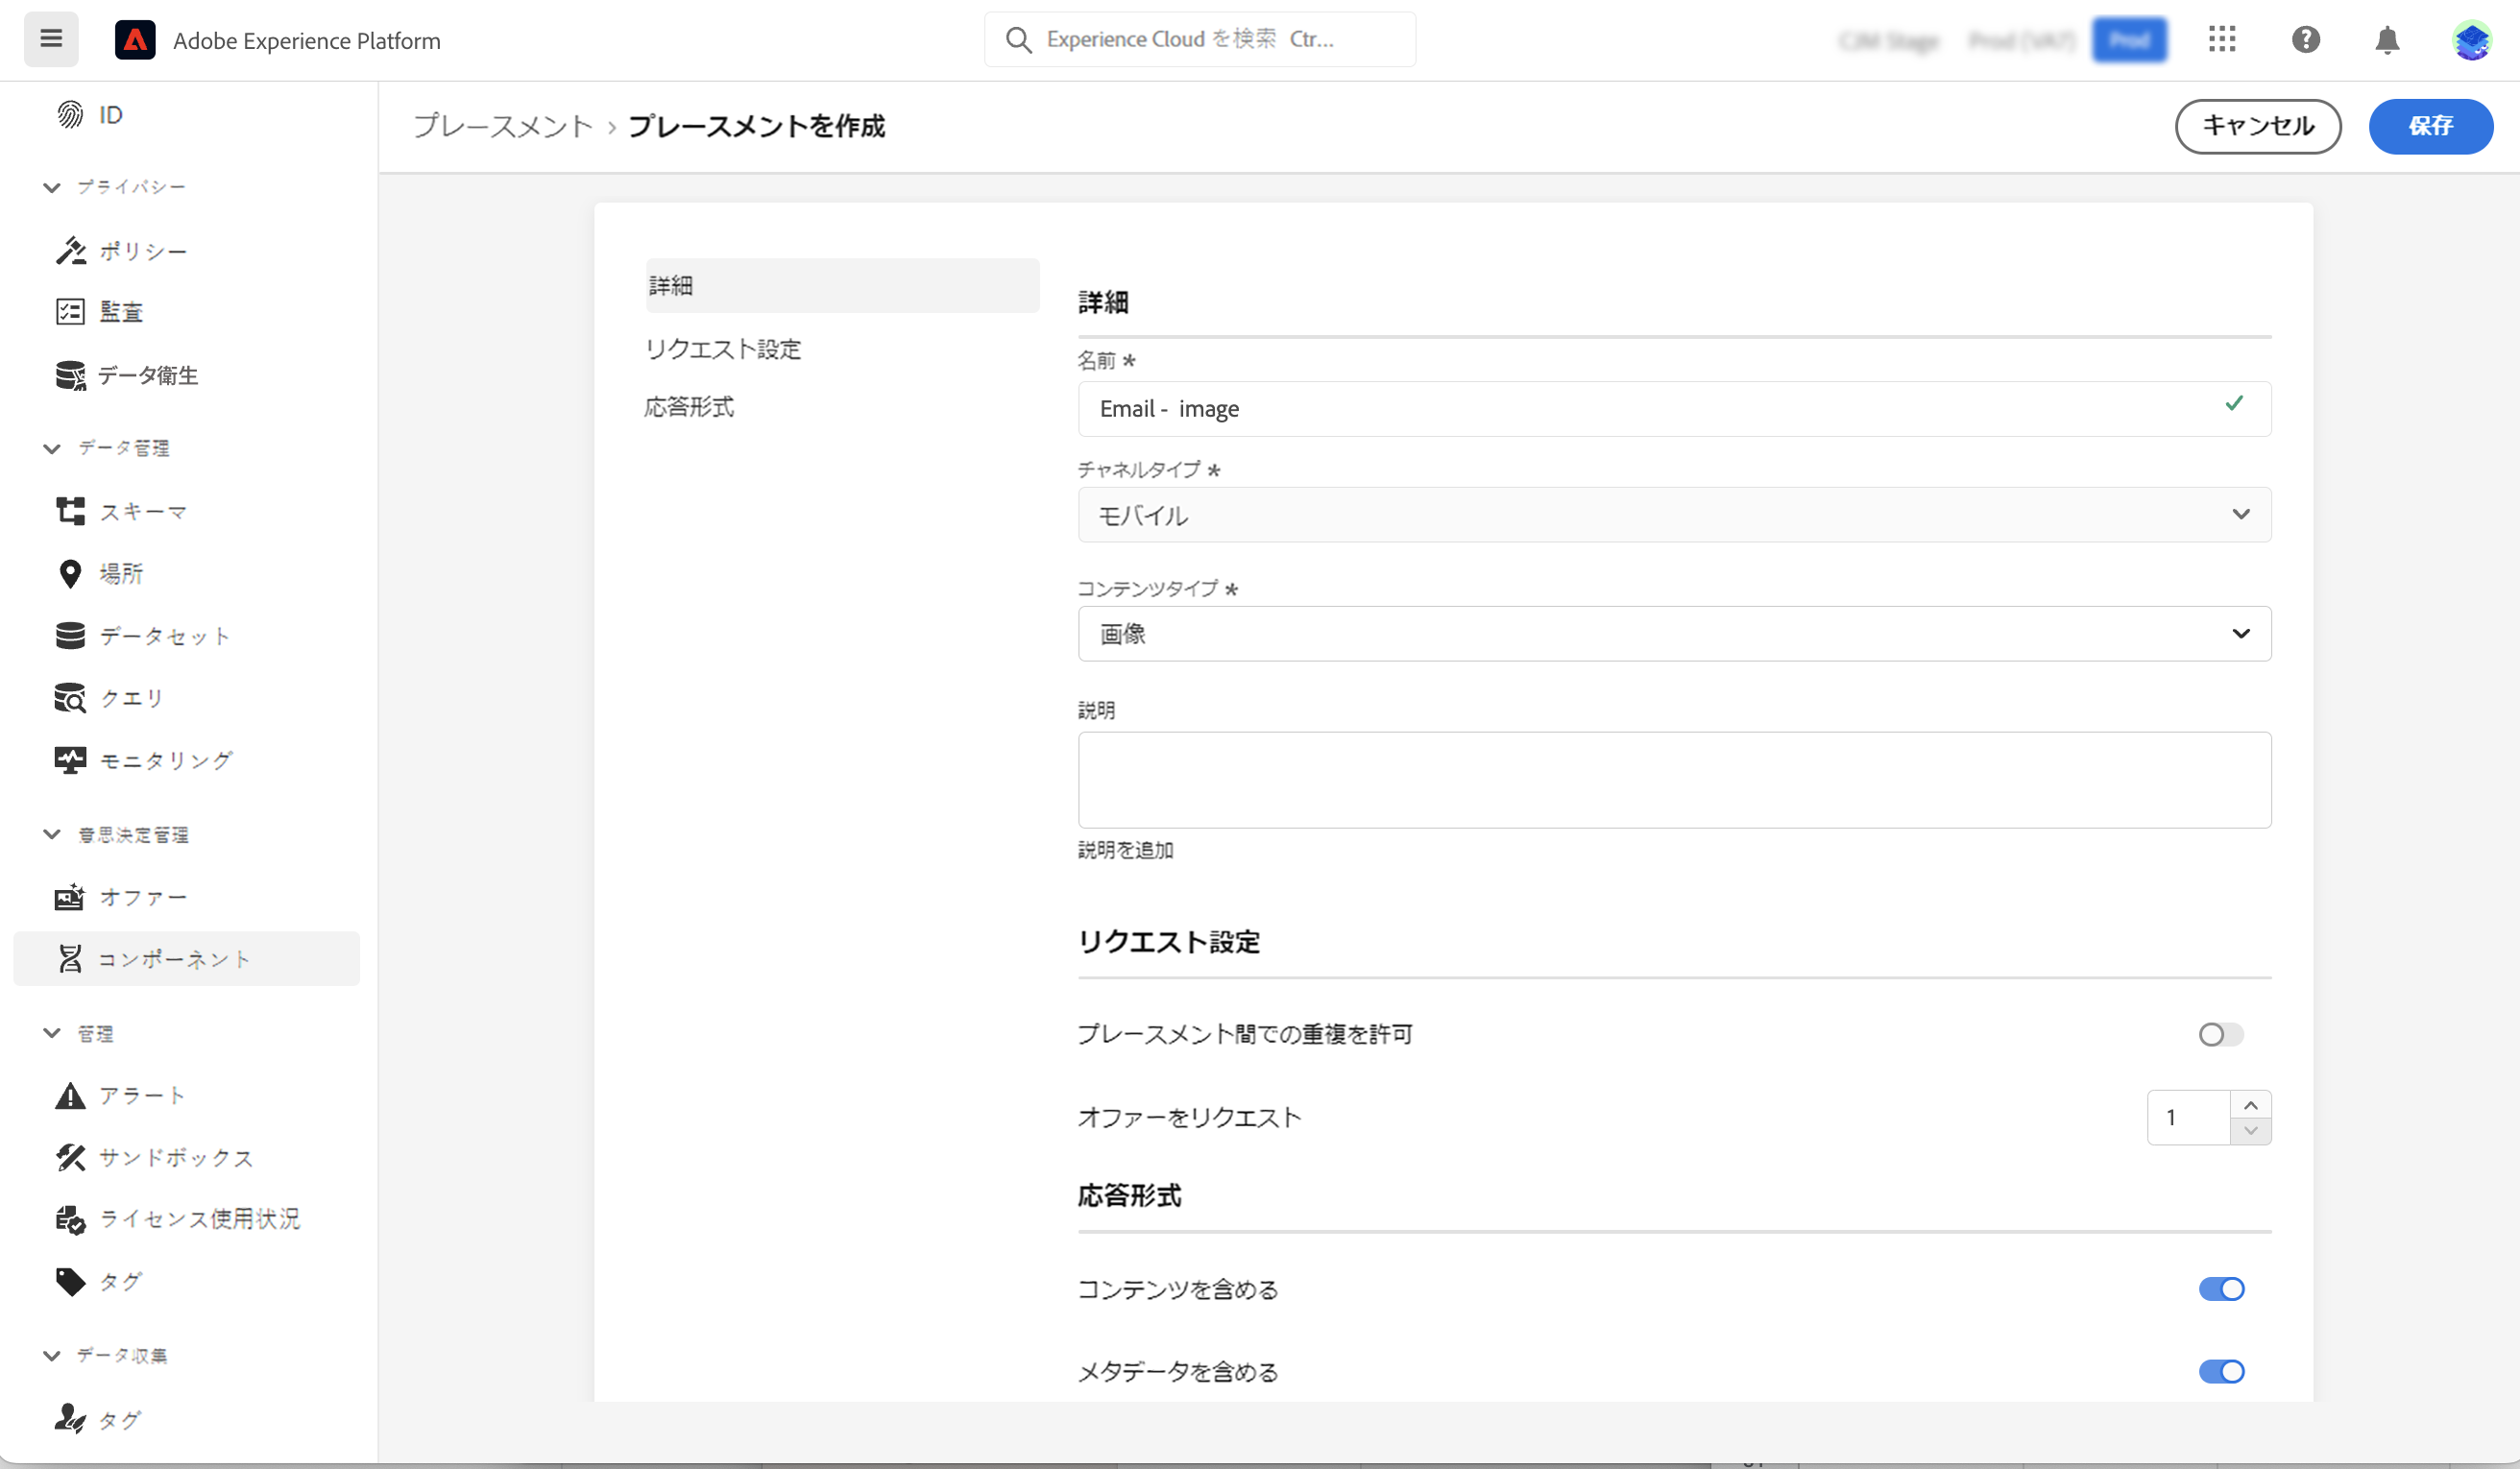 Adobe Experience Platform
Experience Cloud を検索 Ctr...
Prod
ID
プライバシー
ポリシー
監査
データ衛生
データ管理
スキーマ
場所
データセット
クエリ
モニタリング
意思決定管理
オファー
コンポーネント
管理
アラート
サンドボックス
ライセンス使用状況
タグ
データ収集
タグ
プレースメント › プレースメントを作成
キャンセル
保存
詳細
リクエスト設定
応答形式
詳細
名前 *
Email - image
チャネルタイプ *
モバイル
コンテンツタイプ *
画像
説明
説明を追加
リクエスト設定
プレースメント間での重複を許可
オファーをリクエスト
1
応答形式
コンテンツを含める
メタデータを含める